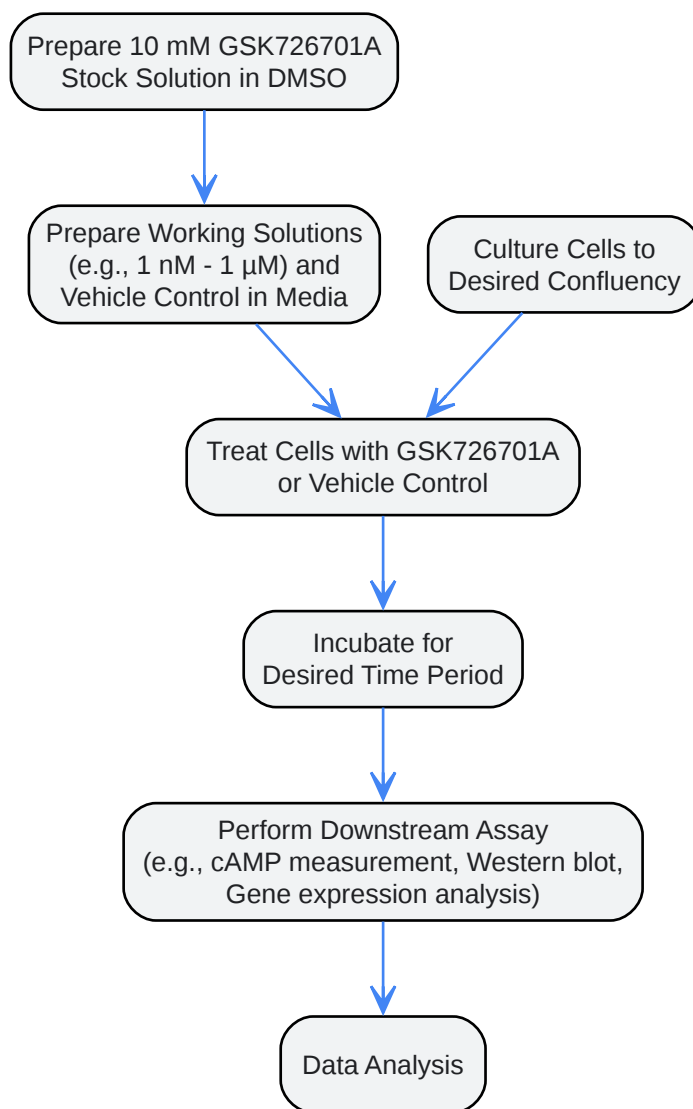 Prepare 10 mM GSK726701A
Stock Solution in DMSO
Prepare Working Solutions
(e.g., 1 nM - 1 µM) and
Vehicle Control in Media
Culture Cells to
Desired Confluency
Treat Cells with GSK726701A
or Vehicle Control
Incubate for
Desired Time Period
Perform Downstream Assay
(e.g., cAMP measurement, Western blot,
Gene expression analysis)
Data Analysis